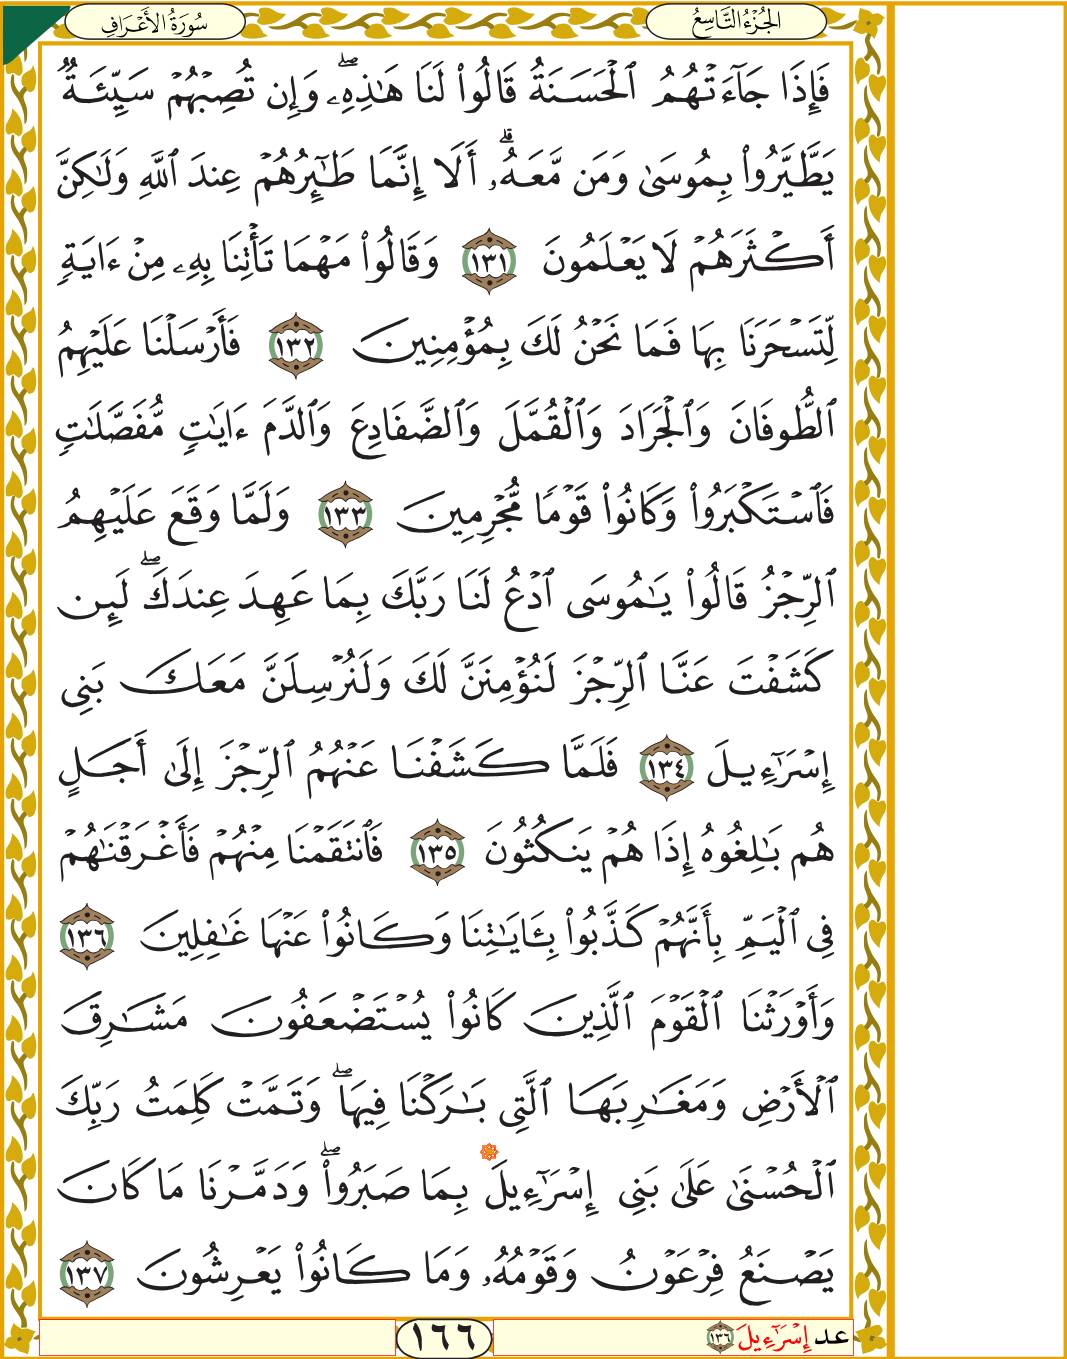 الجُزْءُ التَّاسِعُ
سُورَةُ الأَعْرَافِ
فَإِذَا جَآءَتْهُمُ ٱلْحَسَنَةُ قَالُوا۟ لَنَا هَـٰذِهِۦۖ وَإِن تُصِبْهُمْ سَيِّئَةٌۭ
يَطَّيَّرُوا۟ بِمُوسَىٰ وَمَن مَّعَهُۥٓۗ أَلَآ إِنَّمَا طَـٰٓئِرُهُمْ عِندَ ٱللَّهِ وَلَـٰكِنَّ
أَكْثَرَهُمْ لَا يَعْلَمُونَ ١٣١ وَقَالُوا۟ مَهْمَا تَأْتِنَا بِهِۦ مِنْ ءَايَةٍۢ
لِّتَسْحَرَنَا بِهَا فَمَا نَحْنُ لَكَ بِمُؤْمِنِينَ ١٣٢ فَأَرْسَلْنَا عَلَيْهِمُ
ٱلطُّوفَانَ وَٱلْجَرَادَ وَٱلْقُمَّلَ وَٱلضَّفَادِعَ وَٱلدَّمَ ءَايَـٰتٍۢ مُّفَصَّلَـٰتٍۢ
فَٱسْتَكْبَرُوا۟ وَكَانُوا۟ قَوْمًۭا مُّجْرِمِينَ ١٣٣ وَلَمَّا وَقَعَ عَلَيْهِمُ
ٱلرِّجْزُ قَالُوا۟ يَـٰمُوسَى ٱدْعُ لَنَا رَبَّكَ بِمَا عَهِدَ عِندَكَۖ لَئِن
كَشَفْتَ عَنَّا ٱلرِّجْزَ لَنُؤْمِنَنَّ لَكَ وَلَنُرْسِلَنَّ مَعَكَ بَنِىٓ
إِسْرَٰٓءِيلَ ١٣٤ فَلَمَّا كَشَفْنَا عَنْهُمُ ٱلرِّجْزَ إِلَىٰٓ أَجَلٍ
هُم بَـٰلِغُوهُ إِذَا هُمْ يَنكُثُونَ ١٣٥ فَٱنتَقَمْنَا مِنْهُمْ فَأَغْرَقْنَـٰهُمْ
فِى ٱلْيَمِّ بِأَنَّهُمْ كَذَّبُوا۟ بِـَٔايَـٰتِنَا وَكَانُوا۟ عَنْهَا غَـٰفِلِينَ ١٣٦
وَأَوْرَثْنَا ٱلْقَوْمَ ٱلَّذِينَ كَانُوا۟ يُسْتَضْعَفُونَ مَشَـٰرِقَ
ٱلْأَرْضِ وَمَغَـٰرِبَهَا ٱلَّتِى بَـٰرَكْنَا فِيهَاۖ وَتَمَّتْ كَلِمَتُ رَبِّكَ
ٱلْحُسْنَىٰ عَلَىٰ بَنِىٓ إِسْرَٰٓءِيلَ بِمَا صَبَرُوا۟ۖ وَدَمَّرْنَا مَا كَانَ
يَصْنَعُ فِرْعَوْنُ وَقَوْمُهُۥ وَمَا كَانُوا۟ يَعْرِشُونَ ١٣٧
عد إِسْرَٰٓءِيلَ ١٣٦
١٦٦